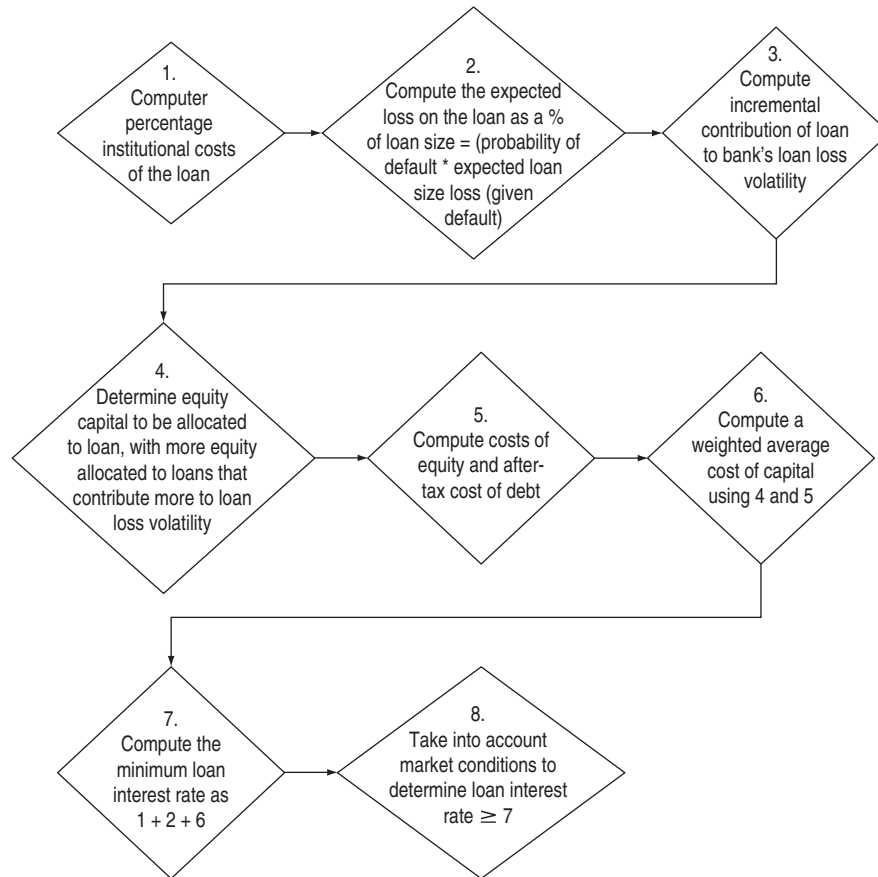 1.
Computer
percentage
institutional costs
of the loan
2.
Compute the expected
loss on the loan as a %
of loan size = (probability of
default * expected loan
size loss (given
default)
3.
Compute
incremental
contribution of loan
to bank's loan loss
volatility
4.
Determine equity
capital to be allocated
to loan, with more equity
allocated to loans that
contribute more to loan
loss volatility
5.
Compute costs of
equity and after-
tax cost of debt
6.
Compute a
weighted average
cost of capital
using 4 and 5
7.
Compute the
minimum loan
interest rate as
1 + 2 + 6
8.
Take into account
market conditions to
determine loan interest
rate ≥ 7